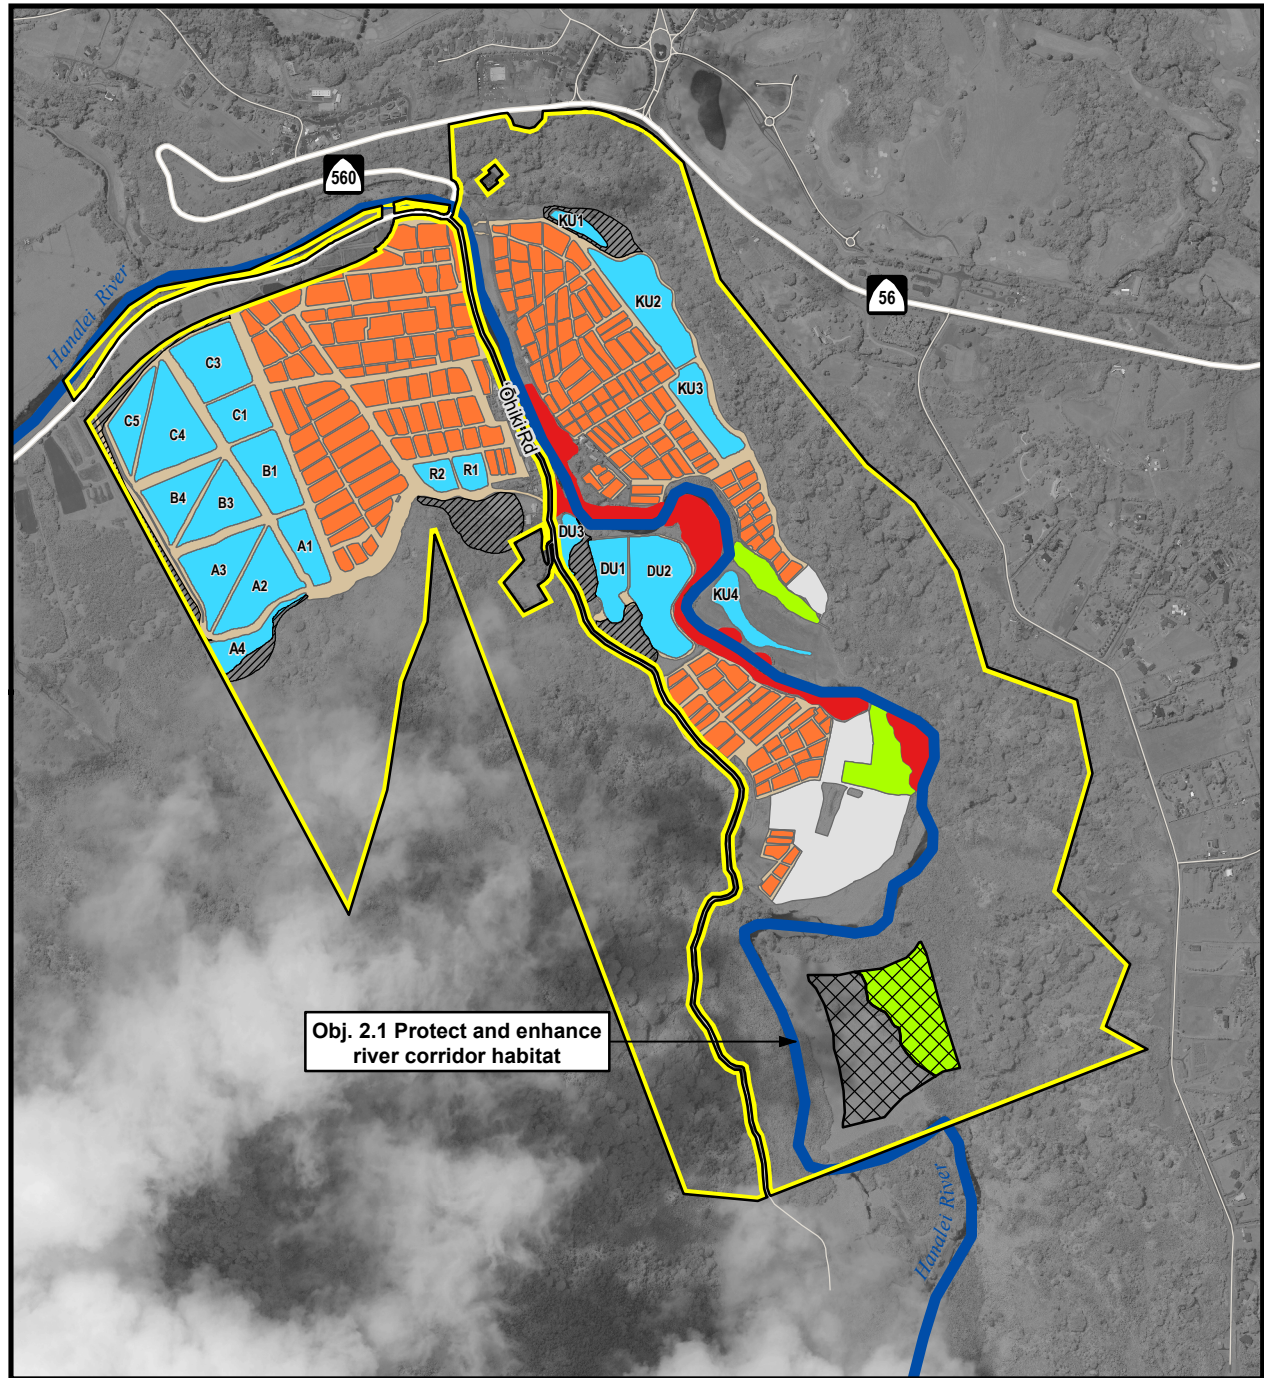 560
56
Hanalei River
KU1
KU2
KU3
C3
C1
C5
C4
B1
B4
B3
R2
R1
A1
A3
A2
A4
ʻŌhiki Rd
DU3
DU1
DU2
KU4
Obj. 2.1 Protect and enhance
river corridor habitat
Hanalei River